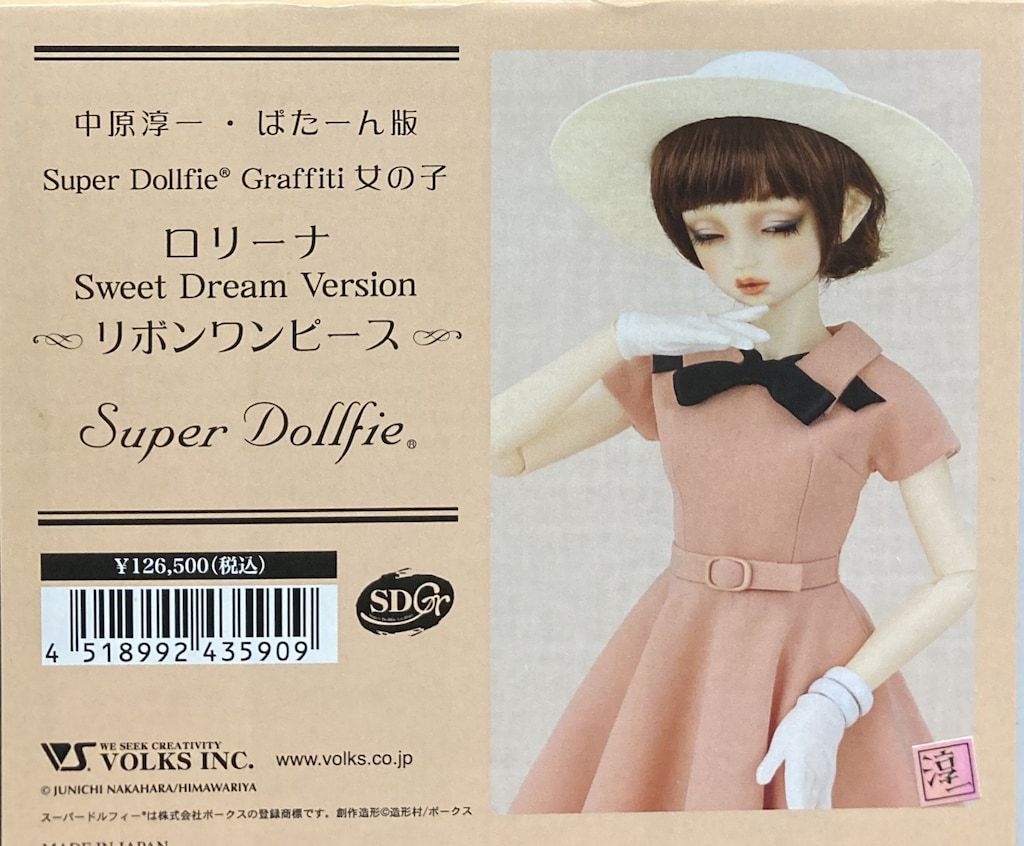 中原淳一・ぱたーん版
Super Dollfie® Graffiti 女の子
ロリーナ
Sweet Dream Version
リボンワンピース
Super Dollfie®
¥126,500(税込)
SDGr
4 518992 435909
WE SEEK CREATIVITY
VS. VOLKS INC. www.volks.co.jp
© JUNICHI NAKAHARA/HIMAWARIYA
スーパードルフィー®は株式会社ボークスの登録商標です。創作造形©造形村/ボークス
MADE IN JAPAN
淳一